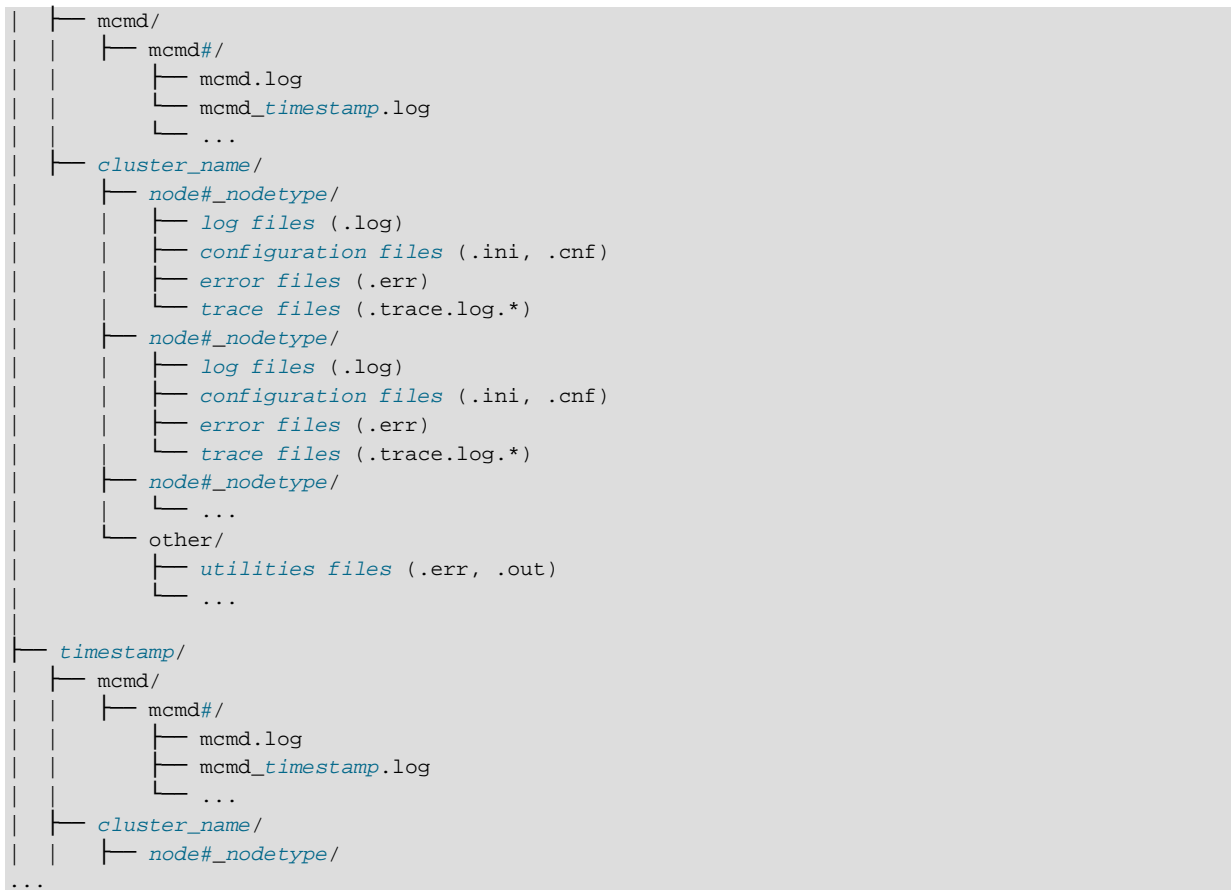 │   ├── mcmd/
│   │   ├── mcmd#/
│   │       ├── mcmd.log
│   │       └── mcmd_timestamp.log
│   │       └── ...
│   ├── cluster_name/
│       ├── node#_nodetype/
│       │   ├── log files (.log)
│       │   ├── configuration files (.ini, .cnf)
│       │   ├── error files (.err)
│       │   └── trace files (.trace.log.*)
│       ├── node#_nodetype/
│       │   ├── log files (.log)
│       │   ├── configuration files (.ini, .cnf)
│       │   ├── error files (.err)
│       │   └── trace files (.trace.log.*)
│       ├── node#_nodetype/
│       │   └── ...
│       └── other/
│           ├── utilities files (.err, .out)
│           └── ...
│
├── timestamp/
│   ├── mcmd/
│   │   ├── mcmd#/
│   │       ├── mcmd.log
│   │       ├── mcmd_timestamp.log
│   │       └── ...
│   ├── cluster_name/
│   │   ├── node#_nodetype/
...